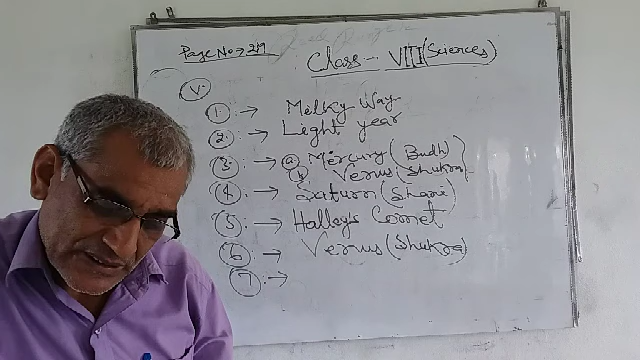 Page No → 219
Class - VIII (Sciences)
V.
1. → Milky Way
2. → Light year
3. → a Mercury (Budh)
b Venus (Shukra)
4. → Saturn (Shani)
5. → Halley's Comet
6. → Venus (Shukra)
7. →